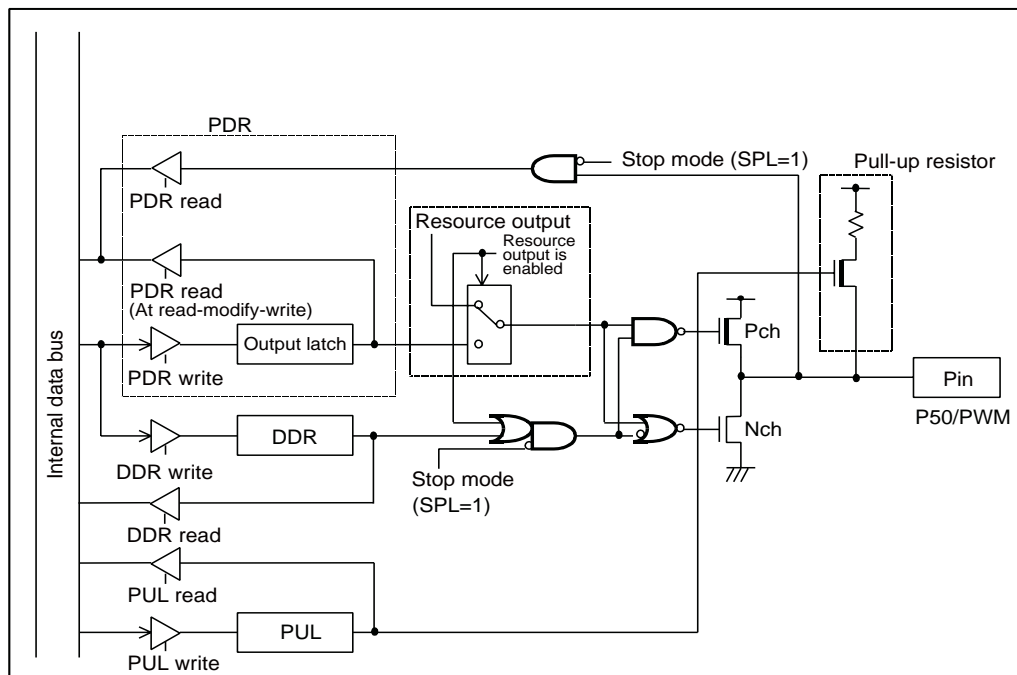 PDR
Stop mode (SPL=1)
Pull-up resistor
PDR read
Resource output
Resource
output is
enabled
PDR read
(At read-modify-write)
Output latch
Pch
PDR write
Pin
P50/PWM
Internal data bus
DDR
Nch
DDR write
Stop mode
(SPL=1)
DDR read
PUL read
PUL
PUL write